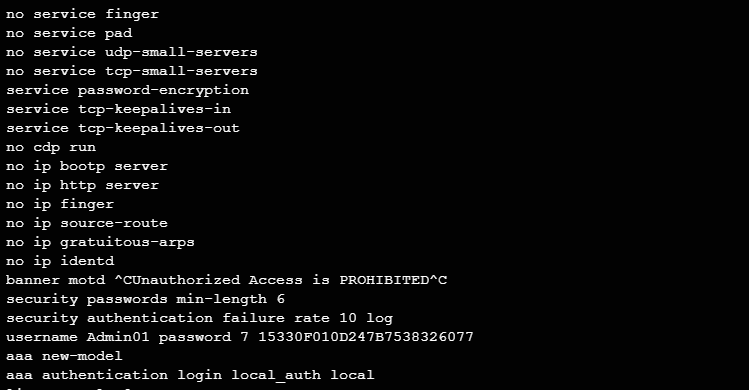 no service finger
no service pad
no service udp-small-servers
no service tcp-small-servers
service password-encryption
service tcp-keepalives-in
service tcp-keepalives-out
no cdp run
no ip bootp server
no ip http server
no ip finger
no ip source-route
no ip gratuitous-arps
no ip identd
banner motd ^CUnauthorized Access is PROHIBITED^C
security passwords min-length 6
security authentication failure rate 10 log
username Admin01 password 7 15330F010D247B7538326077
aaa new-model
aaa authentication login local_auth local